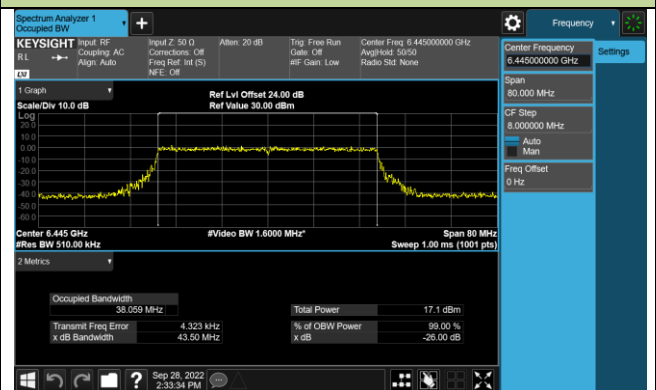 Spectrum Analyzer 1
Occupied BW
Frequency
KEYSIGHT
RL
Input: RF
Coupling: AC
Align: Auto
Input Z: 50 Ω
Corrections: Off
Freq Ref: Int (S)
NFE: Off
Atten: 20 dB
Trig: Free Run
Gate: Off
#IF Gain: Low
Center Freq: 6.445000000 GHz
Avg|Hold: 50/50
Radio Std: None
LXI
1 Graph
Scale/Div 10.0 dB
Ref Lvl Offset 24.00 dB
Ref Value 30.00 dBm
Log
20.0
10.0
0.00
-10.0
-20.0
-30.0
-40.0
-50.0
-60.0
Center 6.445 GHz
#Res BW 510.00 kHz
#Video BW 1.6000 MHz*
Span 80 MHz
Sweep 1.00 ms (1001 pts)
2 Metrics
Occupied Bandwidth
38.059 MHz
Transmit Freq Error 4.323 kHz
x dB Bandwidth 43.50 MHz
Total Power 17.1 dBm
% of OBW Power 99.00 %
x dB -26.00 dB
Sep 28, 2022
2:33:34 PM
Center Frequency
6.445000000 GHz
Span
80.000 MHz
CF Step
8.000000 MHz
Auto
Man
Freq Offset
0 Hz
Settings